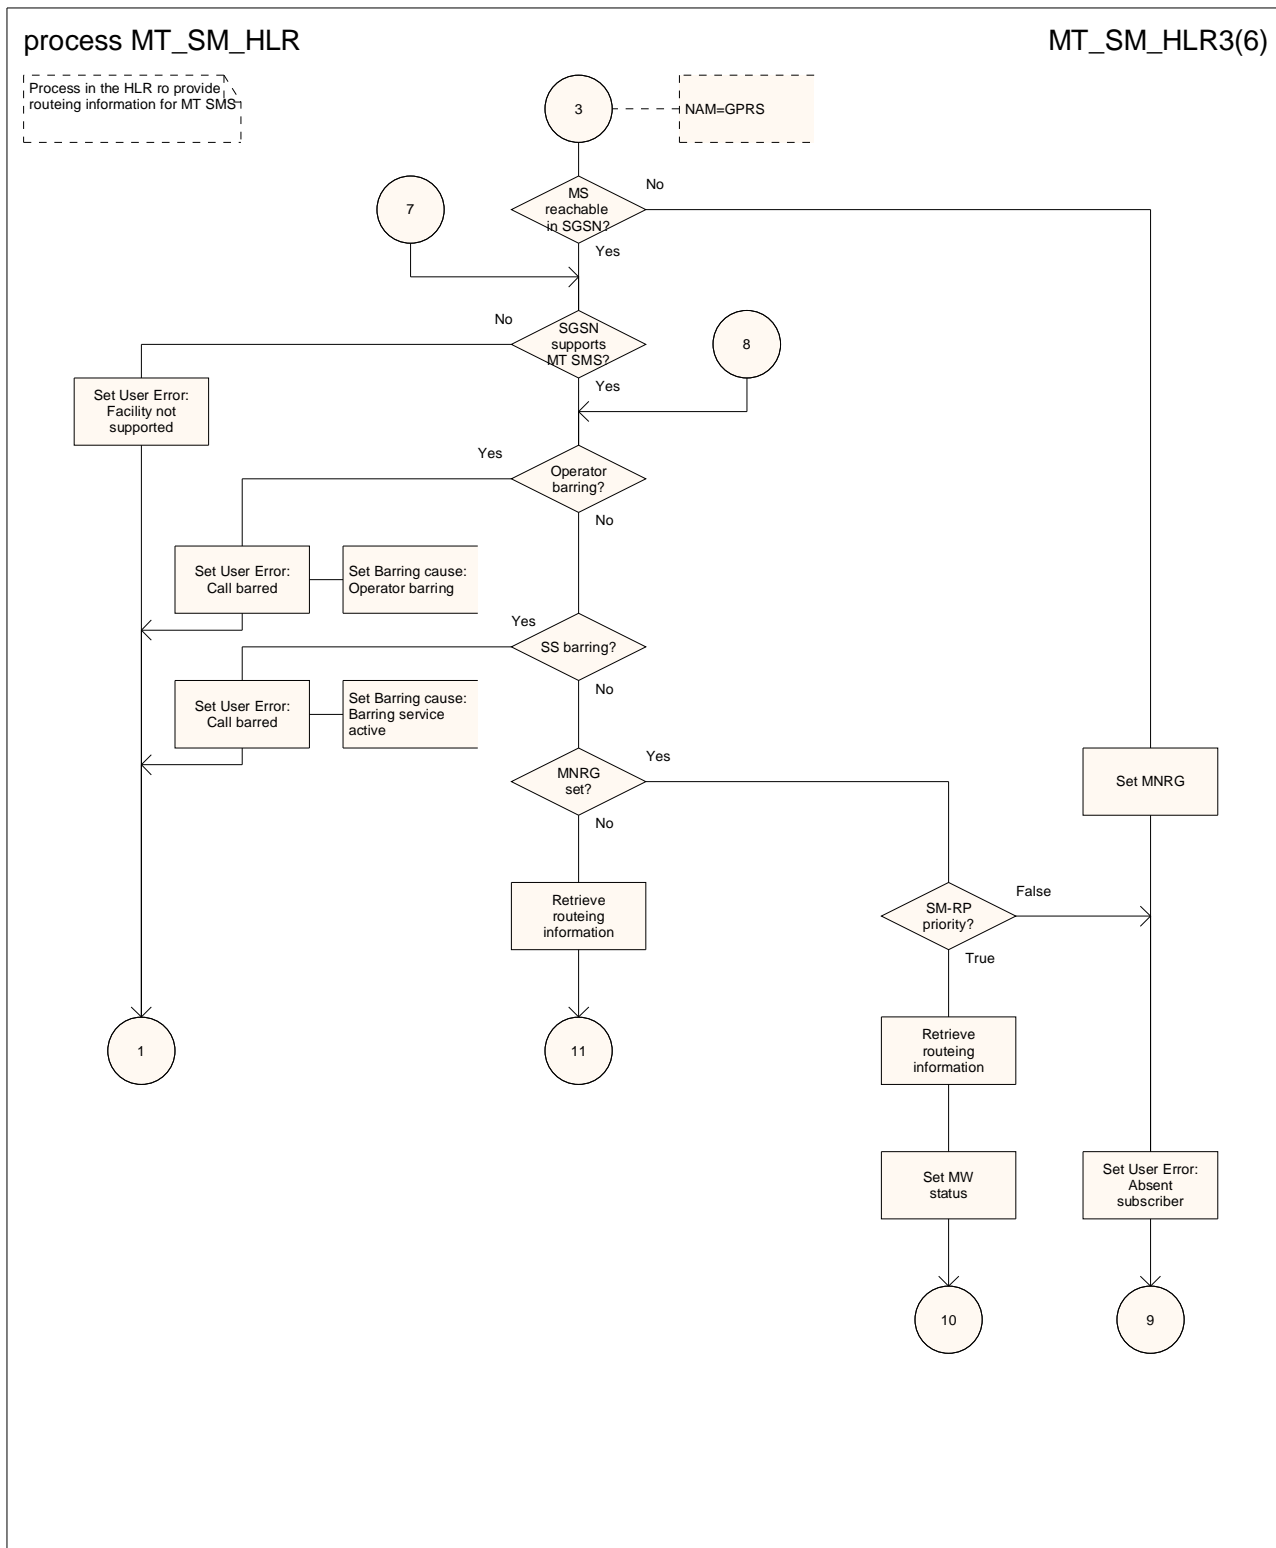 process MT_SM_HLR
MT_SM_HLR3(6)
Process in the HLR ro provide
routeing information for MT SMS
3
NAM=GPRS
MS
reachable
in SGSN?
No
7
Yes
No
SGSN
supports
MT SMS?
8
Yes
Set User Error:
Facility not
supported
Yes
Operator
barring?
No
Set User Error:
Call barred
Set Barring cause:
Operator barring
Yes
SS barring?
No
Set User Error:
Call barred
Set Barring cause:
Barring service
active
Yes
MNRG
set?
Set MNRG
No
Retrieve
routeing
information
SM-RP
priority?
False
True
1
11
Retrieve
routeing
information
Set MW
status
Set User Error:
Absent
subscriber
10
9